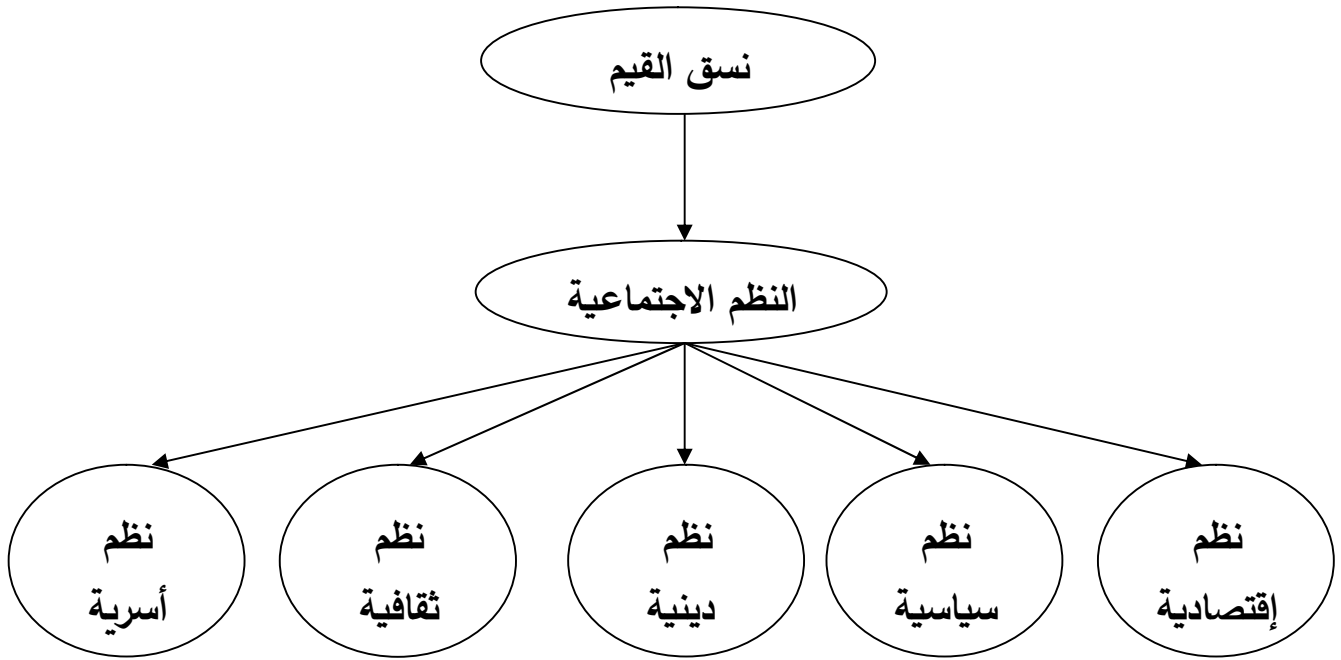 نسق القيم
النظم الاجتماعية
نظم
إقتصادية
نظم
سياسية
نظم
دينية
نظم
ثقافية
نظم
أسرية